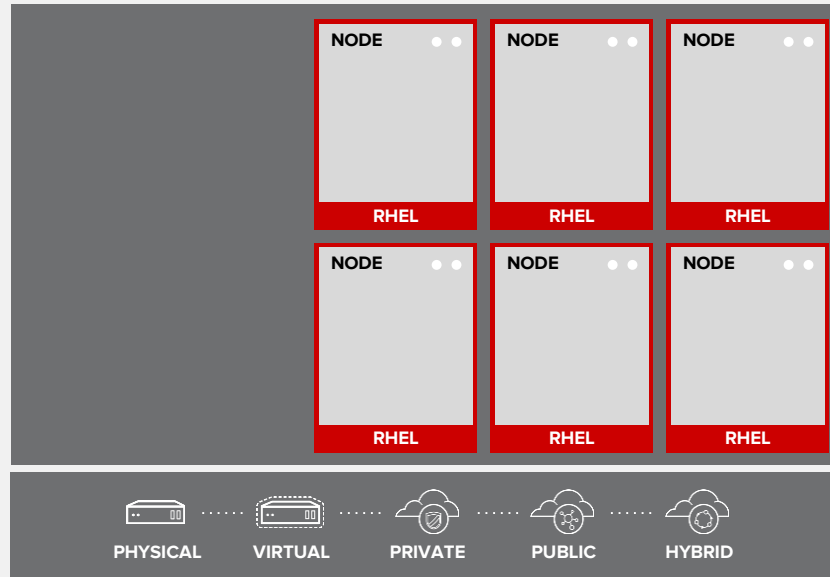 NODE NODE NODE
RHEL RHEL RHEL
NODE NODE NODE
RHEL RHEL RHEL
PHYSICAL VIRTUAL PRIVATE PUBLIC HYBRID